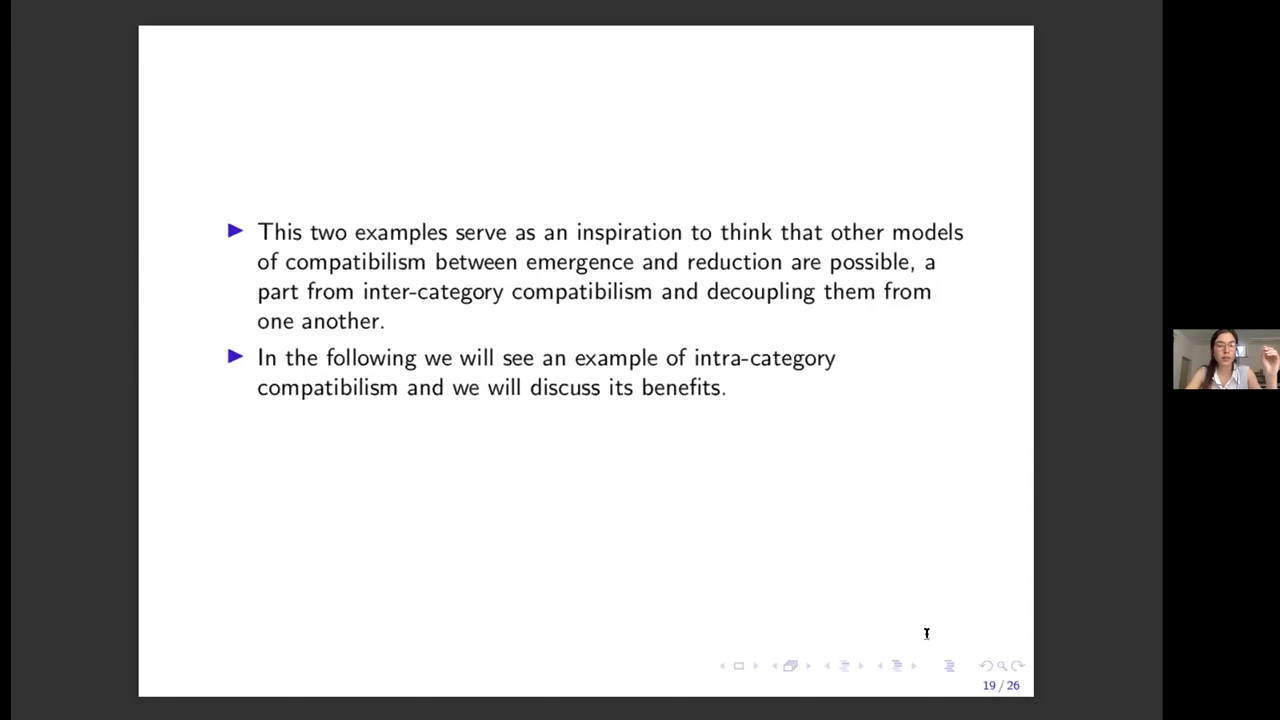 This two examples serve as an inspiration to think that other models
of compatibilism between emergence and reduction are possible, a
part from inter-category compatibilism and decoupling them from
one another.
In the following we will see an example of intra-category
compatibilism and we will discuss its benefits.
19 / 26